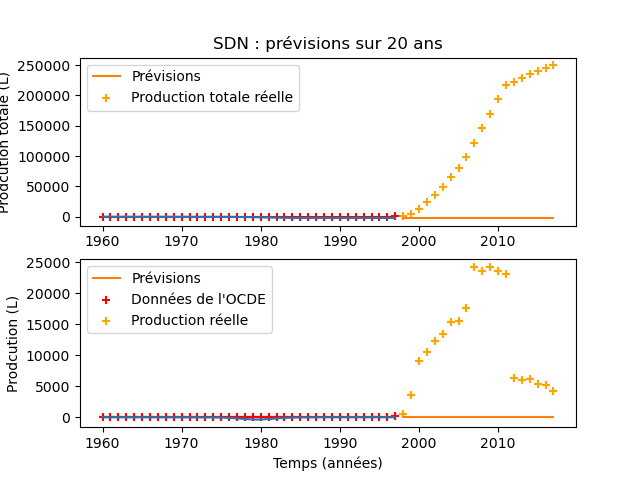 SDN : prévisions sur 20 ans
Prodcution totale (L)
250000
200000
150000
100000
50000
0
Prévisions
Production totale réelle
1960 1970 1980 1990 2000 2010
Prodcution (L)
25000
20000
15000
10000
5000
0
Prévisions
Données de l'OCDE
Production réelle
1960 1970 1980 1990 2000 2010
Temps (années)